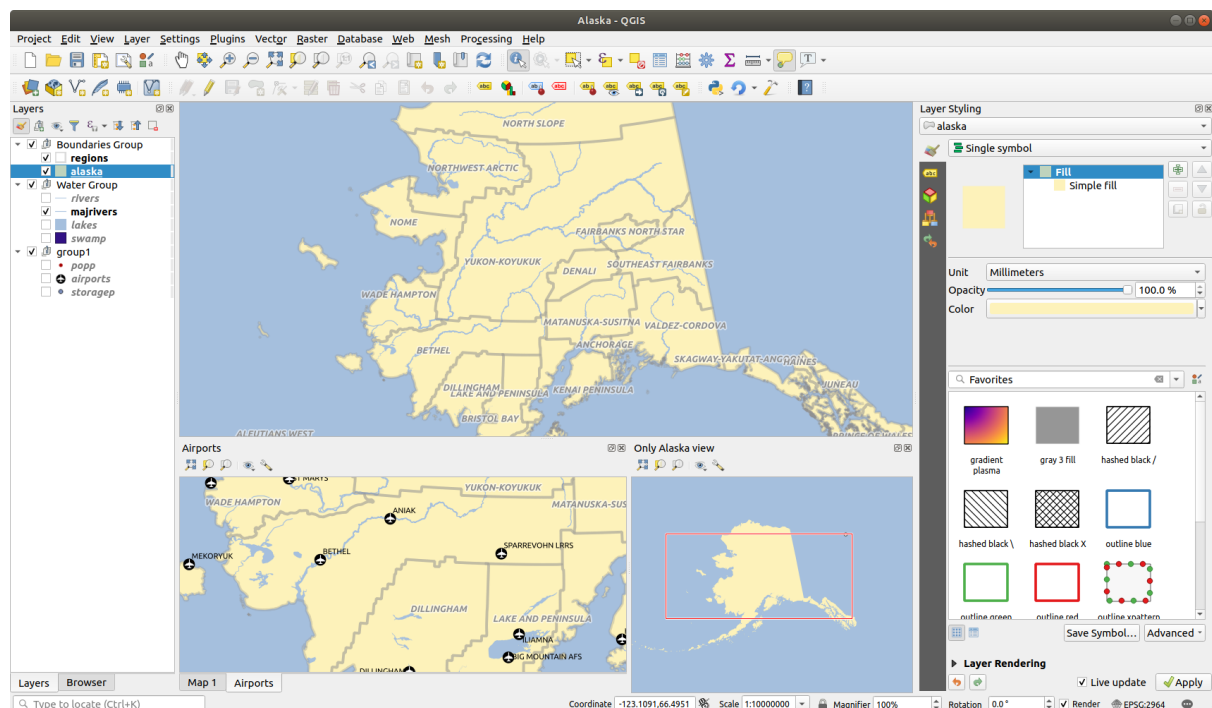 Alaska - QGIS
Project Edit View Layer Settings Plugins Vector Raster Database Web Mesh Processing Help
Layers
Boundaries Group
regions
alaska
Water Group
rivers
majrivers
lakes
swamp
group1
popp
airports
storagep
Layers Browser
NORTH SLOPE
NORTHWEST ARCTIC
NOME
FAIRBANKS NORTH STAR
YUKON-KOYUKUK
DENALI
SOUTHEAST FAIRBANKS
WADE HAMPTON
MATANUSKA-SUSITNA
VALDEZ-CORDOVA
ANCHORAGE
BETHEL
SKAGWAY-YAKUTAT-ANGOON
HAINES
DILLINGHAM
LAKE AND PENINSULA
KENAI PENINSULA
JUNEAU
BRISTOL BAY
ALEUTIANS WEST
PRINCE OF WALES
Airports
ST MARYS
YUKON-KOYUKUK
WADE HAMPTON
MATANUSKA-SUS
ANIAK
MEKORYUK
BETHEL
SPARREVOHN LRRS
DILLINGHAM
LAKE AND PENINSULA
ILIAMNA
BIG MOUNTAIN AFS
DILLINGHAM
Map 1 Airports
Only Alaska view
Layer Styling
alaska
Single symbol
Fill
Simple fill
Unit Millimeters
Opacity 100.0 %
Color
Favorites
gradient plasma
gray 3 fill
hashed black /
hashed black \
hashed black X
outline blue
outline green
outline red
outline xpattern
Save Symbol... Advanced
Layer Rendering
Live update Apply
Type to locate (Ctrl+K)
Coordinate -123.1091,66.4951 Scale 1:10000000 Magnifier 100% Rotation 0.0° Render EPSG:2964